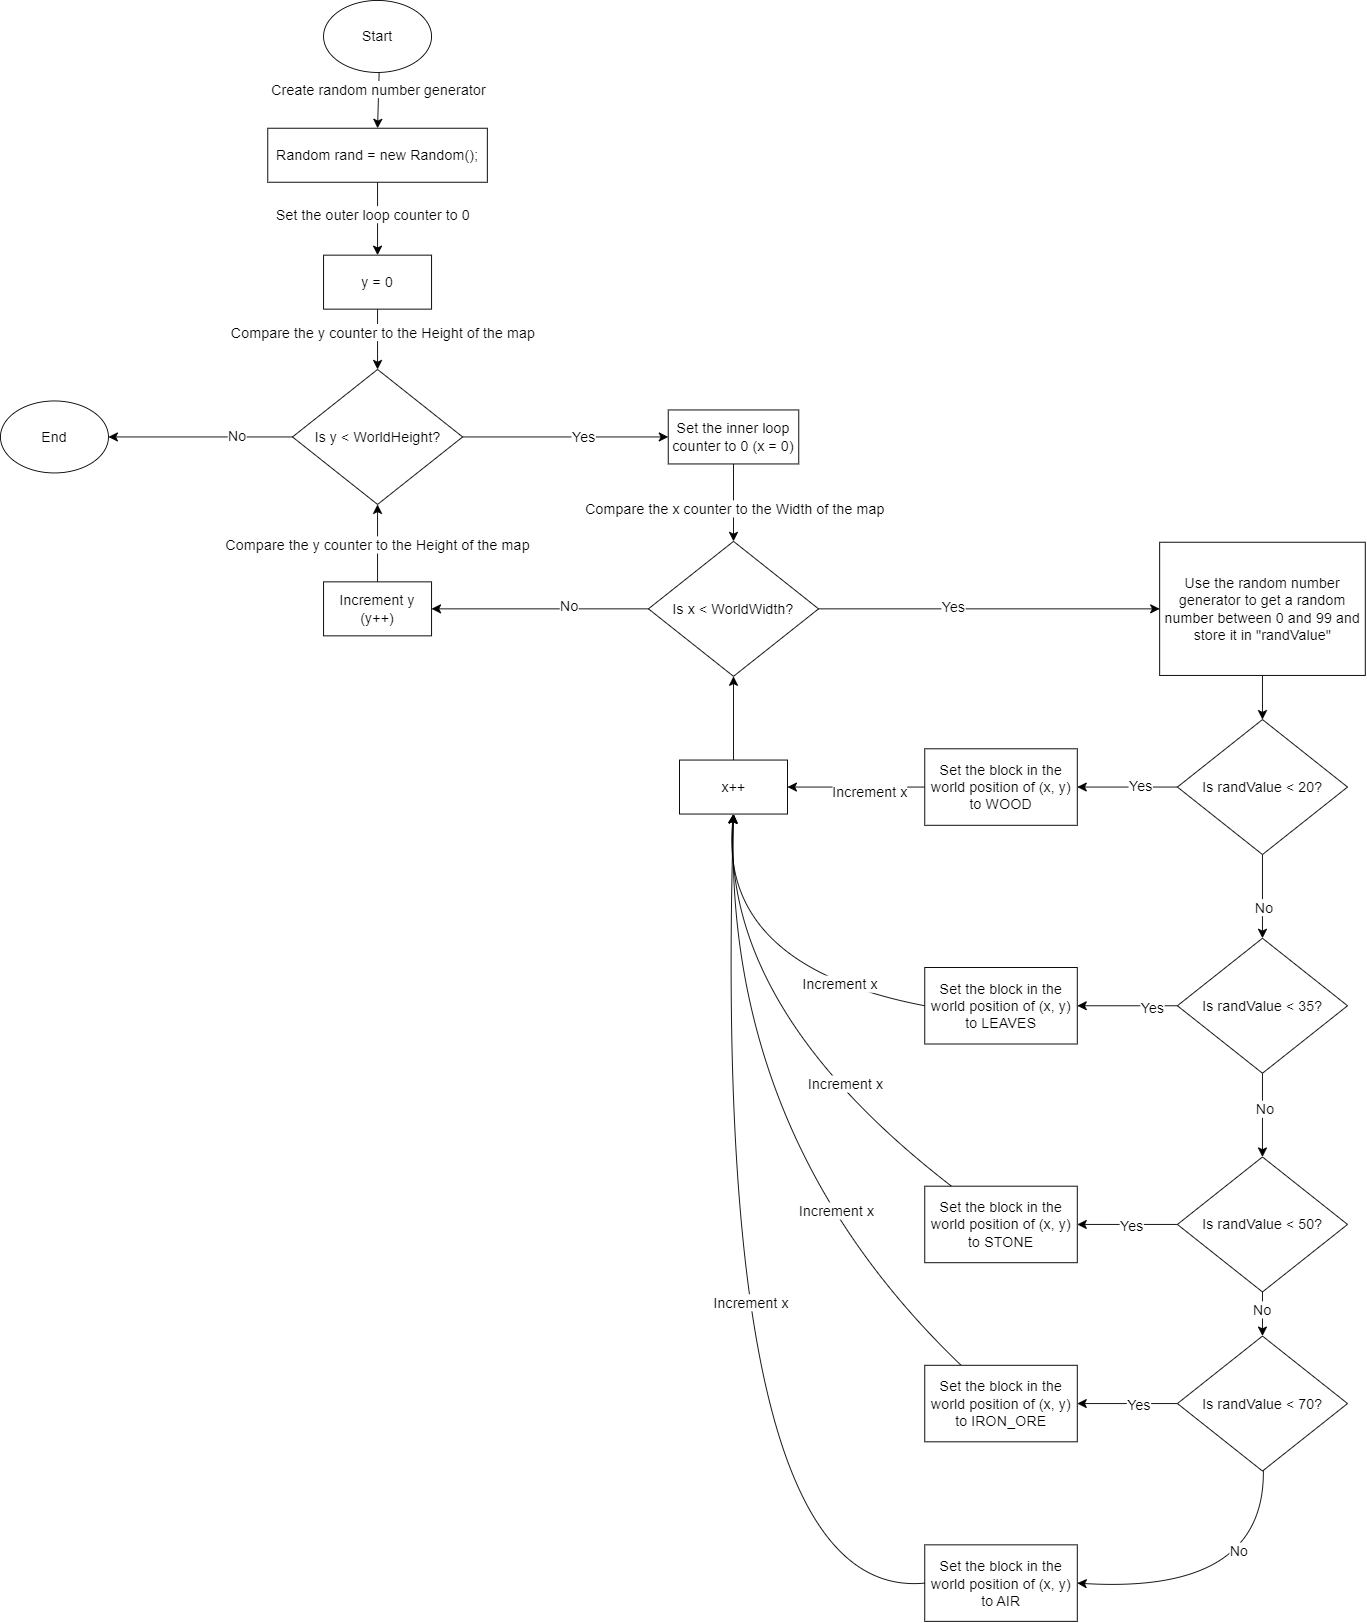 Start
Create random number generator
Random rand = new Random();
Set the outer loop counter to 0
y = 0
Compare the y counter to the Height of the map
Is y < WorldHeight?
No
End
Yes
Set the inner loop
counter to 0 (x = 0)
Compare the x counter to the Width of the map
Is x < WorldWidth?
No
Increment y
(y++)
Compare the y counter to the Height of the map
Yes
Use the random number
generator to get a random
number between 0 and 99 and
store it in "randValue"
Is randValue < 20?
Yes
Set the block in the
world position of (x, y)
to WOOD
Increment x
x++
No
Is randValue < 35?
Yes
Set the block in the
world position of (x, y)
to LEAVES
Increment x
No
Is randValue < 50?
Yes
Set the block in the
world position of (x, y)
to STONE
Increment x
No
Is randValue < 70?
Yes
Set the block in the
world position of (x, y)
to IRON_ORE
Increment x
No
Set the block in the
world position of (x, y)
to AIR
Increment x